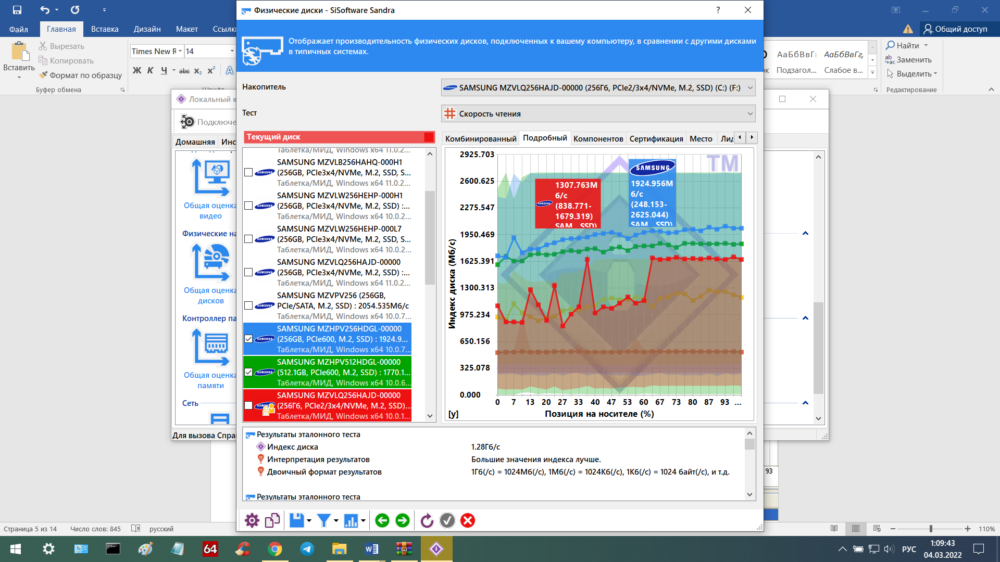 Физические диски - SiSoftware Sandra
?
Файл
Главная
Вставка
Дизайн
Макет
Ссылк
Общий доступ
Отображает производительность физических дисков, подключенных к вашему компьютеру, в сравнении с другими дисками
в типичных системах.
Вставить
Вырезать
Копировать
Формат по образцу
Буфер обмена
Times New R
14
Ж К Ч abc x₂ x²
A
АаБбВвГг
АаБбВвГг,
Подзагол...
Слабое в...
Найти
Заменить
Выделить
Редактирование
Локальный к
Подключе
Домашняя
Инс
Общая оценка
видео
Физические на
Общая оценка
дисков
Контроллер па
Общая оценка
памяти
Сеть
Для вызова Спра
Накопитель
SAMSUNG MZVLQ256HAJD-00000 (256Гб, PCIe2/3x4/NVMe, M.2, SSD) (C:) (F:)
Тест
Скорость чтения
Текущий диск
Таблетка/МИД, Windows x64 11.0.2...
SAMSUNG MZVLB256HAHQ-000H1
(256GB, PCIe3x4/NVMe, M.2, SSD, S...
Таблетка/МИД, Windows x64 11.0.2...
SAMSUNG MZVLW256HEHP-000H1
(256GB, PCIe3x4/NVMe, M.2, SSD) :...
Таблетка/МИД, Windows x64 10.0.2...
SAMSUNG MZVLW256HEHP-000L7
(256GB, PCIe3x4/NVMe, M.2, SSD, S...
Таблетка/МИД, Windows x64 10.0.2...
SAMSUNG MZVLQ256HAJD-00000
(256GB, PCIe3x4/NVMe, M.2, SSD) :...
Таблетка/МИД, Windows x64 11.0.2...
SAMSUNG MZVPV256 (256GB,
PCIe/SATA, M.2, SSD) : 2054.535Мб/с
Таблетка/МИД, Windows x64 10.0.7...
SAMSUNG MZHPV256HDGL-00000
(256GB, PCIe600, M.2, SSD) : 1924.9...
Таблетка/МИД, Windows x64 10.0.7...
SAMSUNG MZHPV512HDGL-00000
(512.1GB, PCIe600, M.2, SSD) : 1770.1...
Таблетка/МИД, Windows x64 10.0.6...
SAMSUNG MZVLQ256HAJD-00000
(256Гб, PCIe2/3x4/NVMe, M.2, SSD)...
Таблетка/МИД, Windows x64 10.0.1...
Комбинированный
Подробный
Компонентов
Сертификация
Место
Лид
2925.703
2600.625
2275.547
1950.469
1625.391
1300.313
975.234
650.156
325.078
0.000
Индекс диска (Мб/с)
TM
1307.763М
б/с
(838.771-
1679.319)
SAM...SSD)
SAMSUNG
1924.956М
б/с
(248.153-
2625.044)
SAM...SSD)
0 7 13 20 27 33 40 47 53 60 67 73 80 87 93 ...
[y]
Позиция на носителе (%)
Результаты эталонного теста
Индекс диска
1.28Гб/с
Интерпретация результатов
Большие значения индекса лучше.
Двоичный формат результатов
1Гб(/с) = 1024Мб(/с), 1Мб(/с) = 1024Кб(/с), 1Кб(/с) = 1024 байт(/с), и т.д.
Результаты эталонного теста
93
Страница 5 из 14
Число слов: 845
русский
110%
64
РУС
1:09:43
04.03.2022